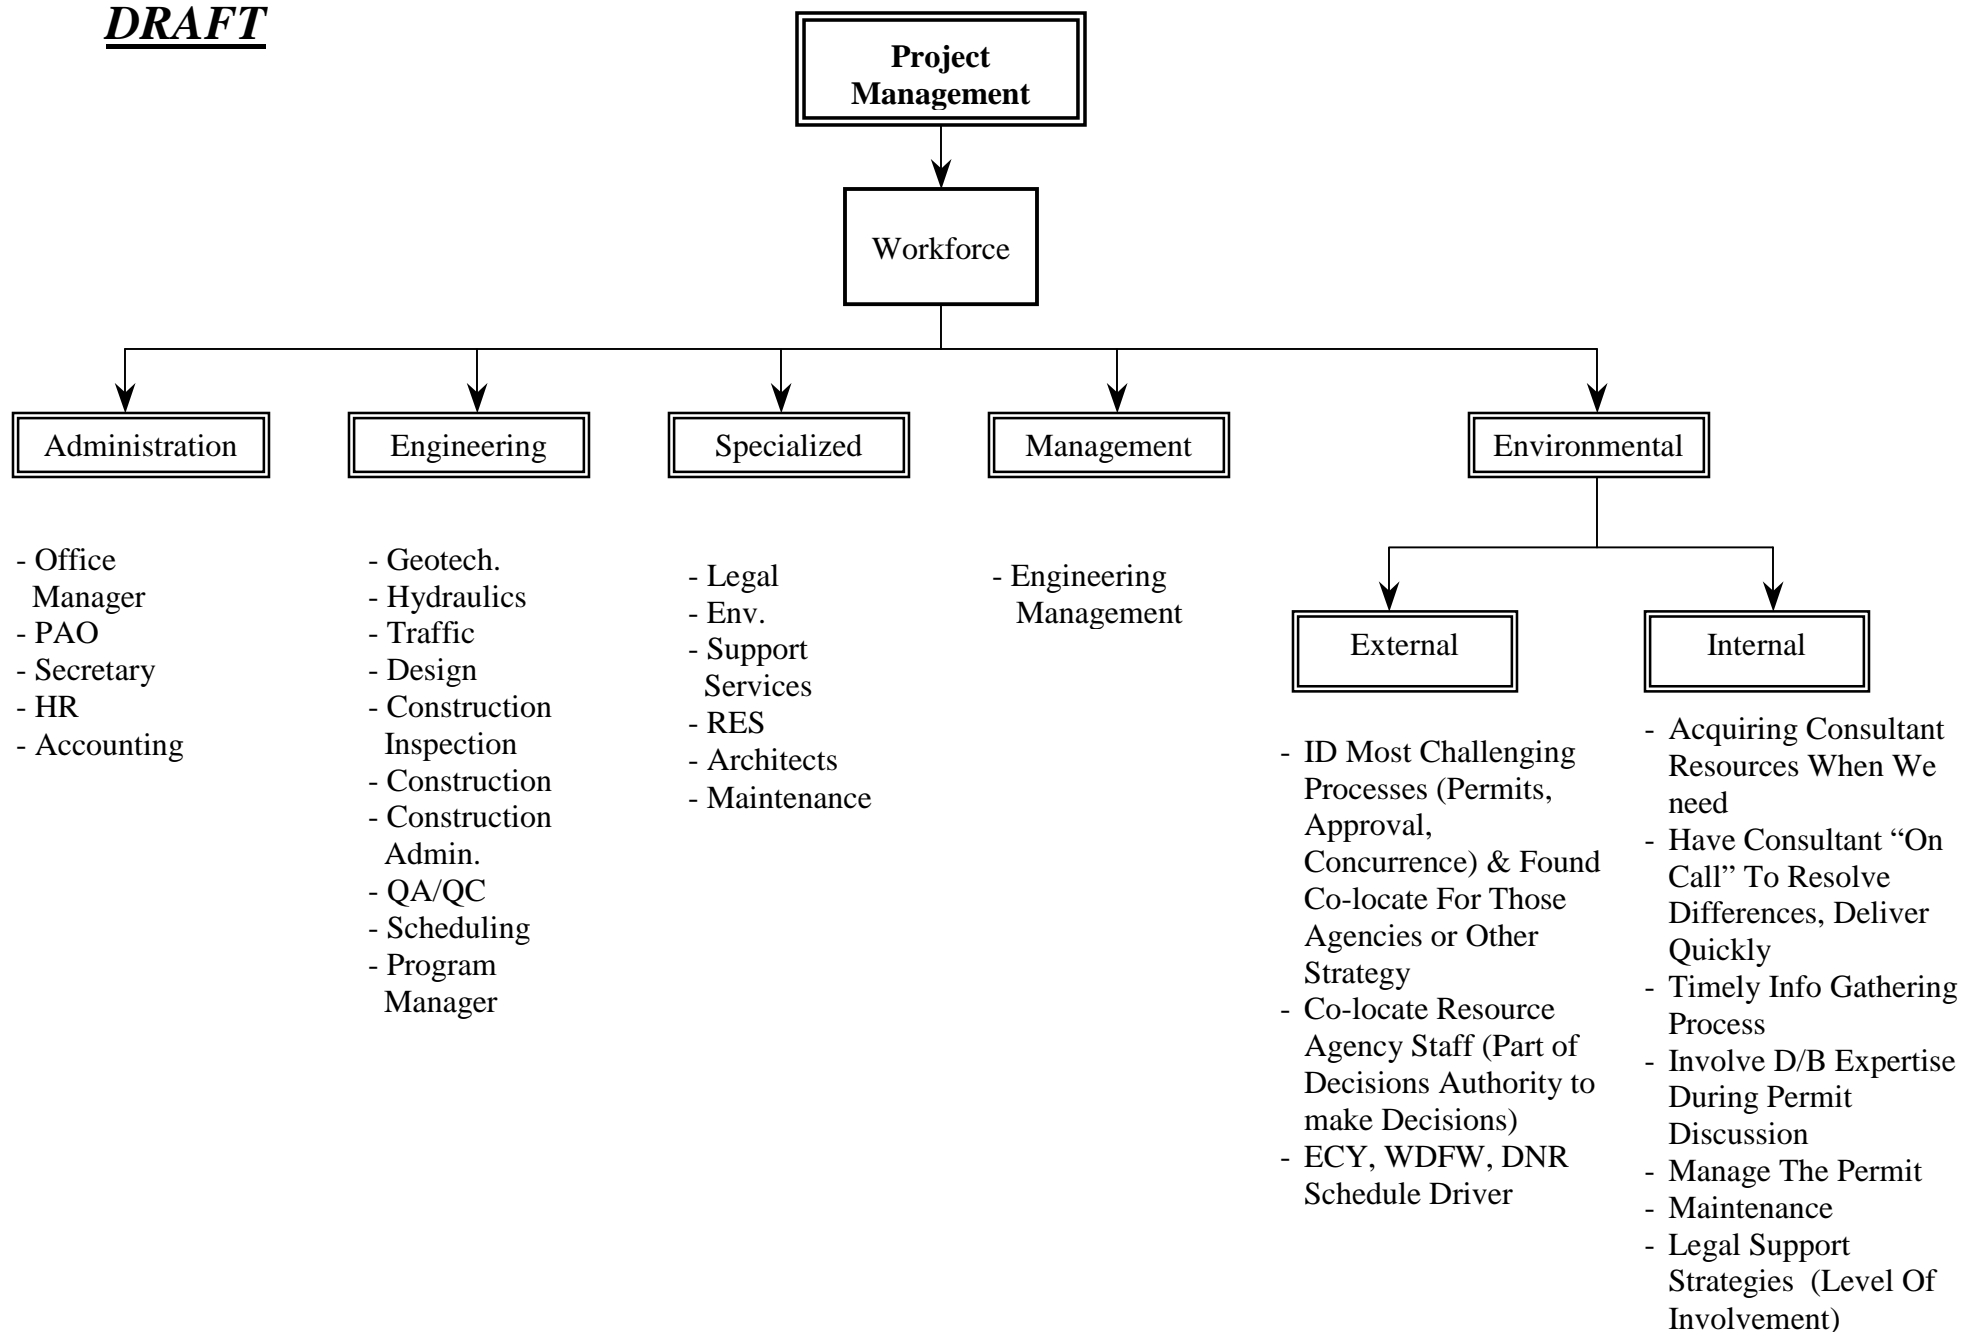 DRAFT
Project
Management
Workforce
Administration
Engineering
Specialized
Management
Environmental
- Office
Manager
- PAO
- Secretary
- HR
- Accounting
- Geotech.
- Hydraulics
- Traffic
- Design
- Construction
Inspection
- Construction
- Construction
Admin.
- QA/QC
- Scheduling
- Program
Manager
- Legal
- Env.
- Support
Services
- RES
- Architects
- Maintenance
- Engineering
Management
External
- ID Most Challenging
Processes (Permits,
Approval,
Concurrence) & Found
Co-locate For Those
Agencies or Other
Strategy
- Co-locate Resource
Agency Staff (Part of
Decisions Authority to
make Decisions)
- ECY, WDFW, DNR
Schedule Driver
Internal
- Acquiring Consultant
Resources When We
need
- Have Consultant “On
Call” To Resolve
Differences, Deliver
Quickly
- Timely Info Gathering
Process
- Involve D/B Expertise
During Permit
Discussion
- Manage The Permit
- Maintenance
- Legal Support
Strategies (Level Of
Involvement)